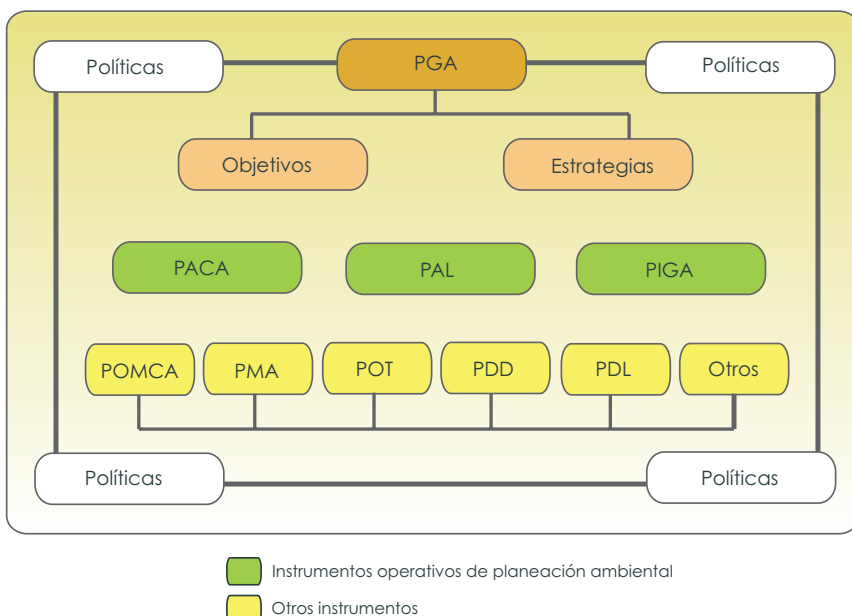 Políticas
PGA
Políticas
Objetivos
Estrategias
PACA
PAL
PIGA
POMCA
PMA
POT
PDD
PDL
Otros
Políticas
Políticas
Instrumentos operativos de planeación ambiental
Otros instrumentos